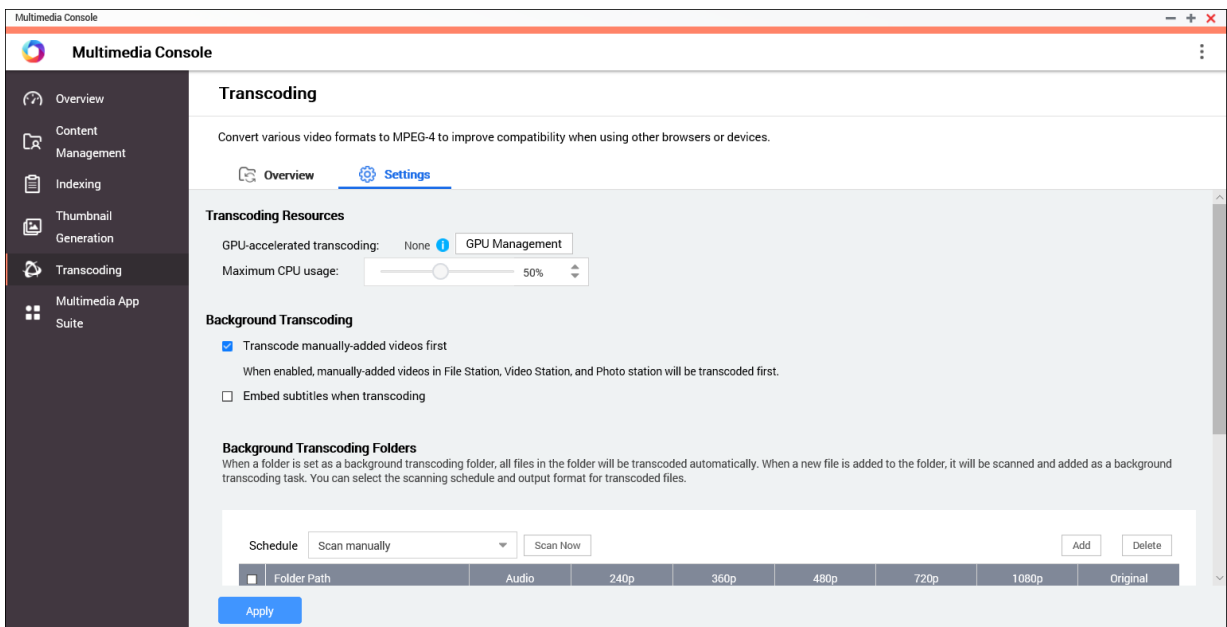 Multimedia Console
Multimedia Console
Overview
Content
Management
Indexing
Thumbnail
Generation
Transcoding
Multimedia App
Suite
Transcoding
Convert various video formats to MPEG-4 to improve compatibility when using other browsers or devices.
Overview Settings
Transcoding Resources
GPU-accelerated transcoding: None i GPU Management
Maximum CPU usage: 50%
Background Transcoding
Transcode manually-added videos first
When enabled, manually-added videos in File Station, Video Station, and Photo station will be transcoded first.
Embed subtitles when transcoding
Background Transcoding Folders
When a folder is set as a background transcoding folder, all files in the folder will be transcoded automatically. When a new file is added to the folder, it will be scanned and added as a background
transcoding task. You can select the scanning schedule and output format for transcoded files.
Schedule Scan manually Scan Now Add Delete
Folder Path Audio 240p 360p 480p 720p 1080p Original
Apply